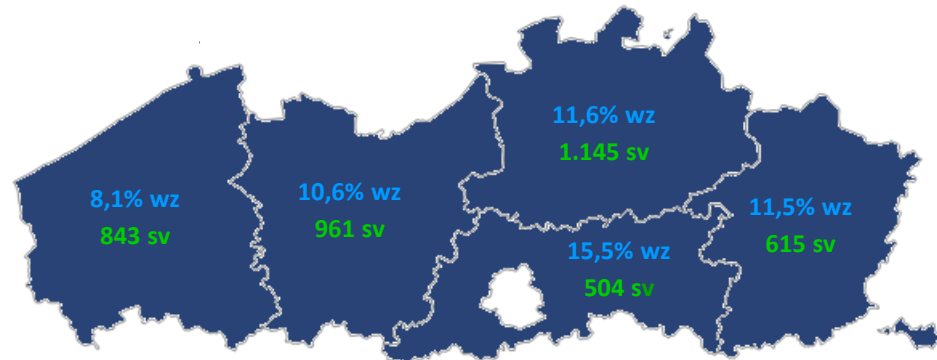 11,6% wz
1.145 sv
8,1% wz
843 sv
10,6% wz
961 sv
11,5% wz
615 sv
15,5% wz
504 sv